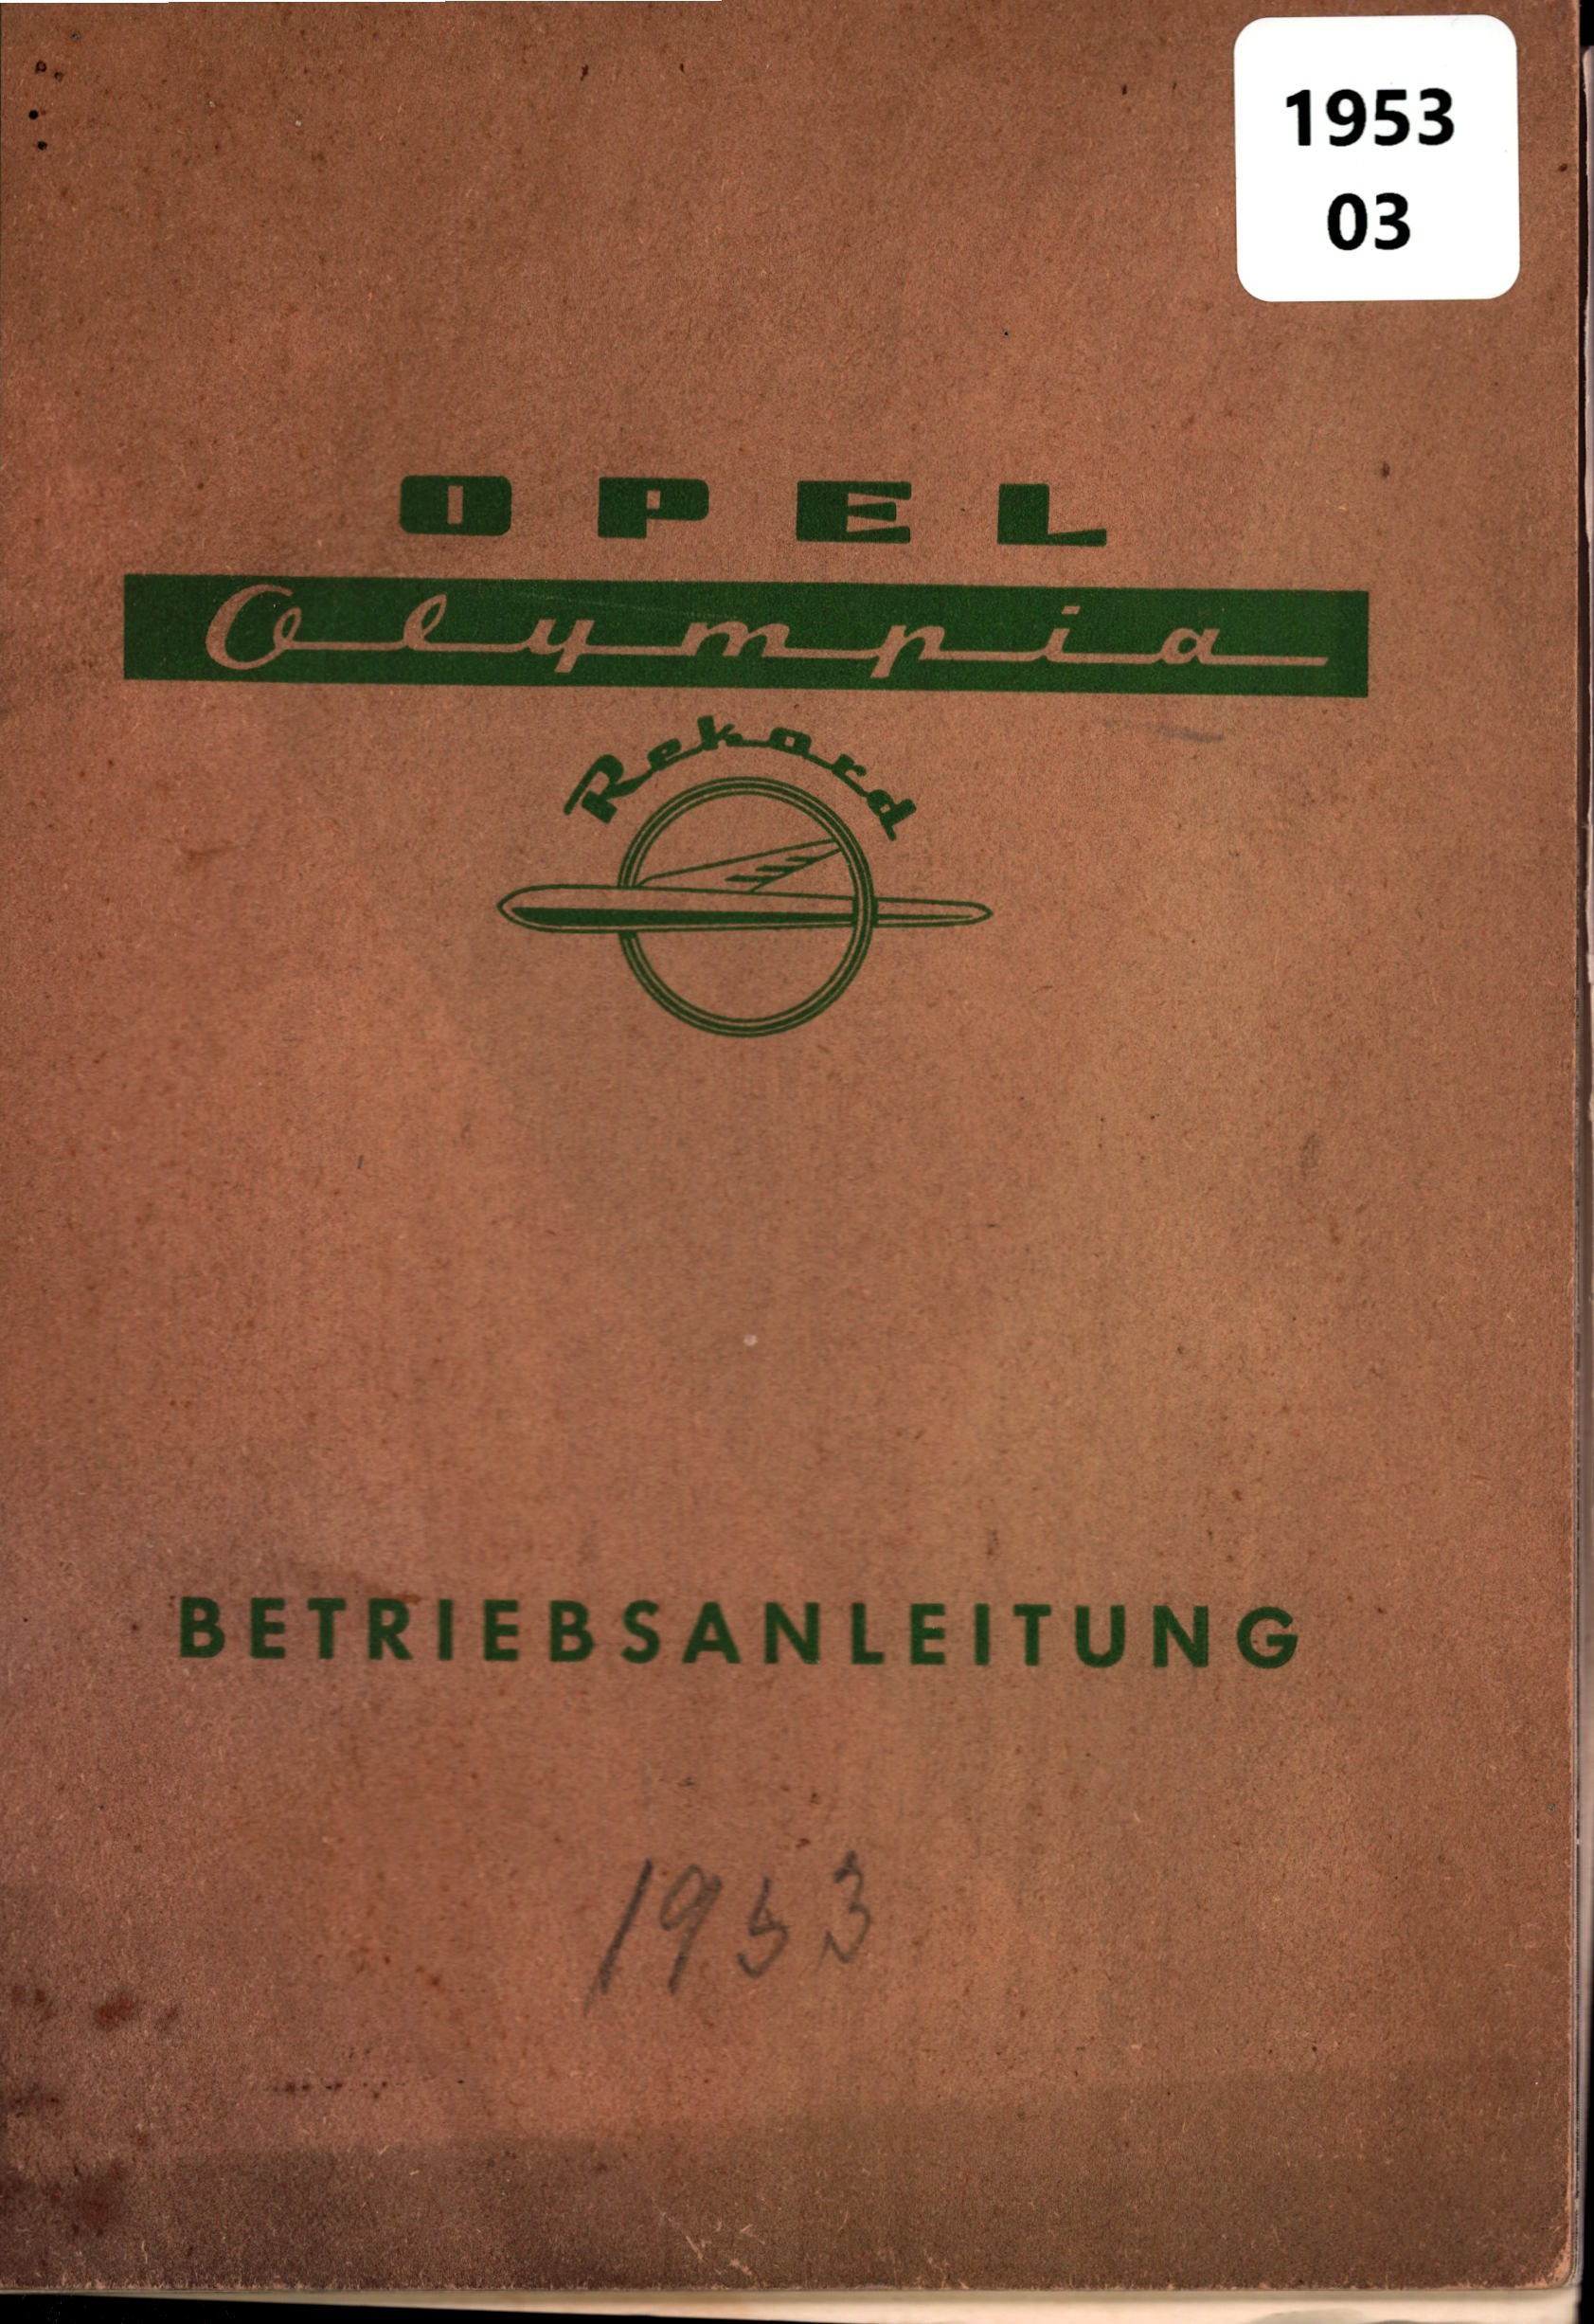 1953
03
OPEL
Olympia
Rekord
BETRIEBSANLEITUNG
1953